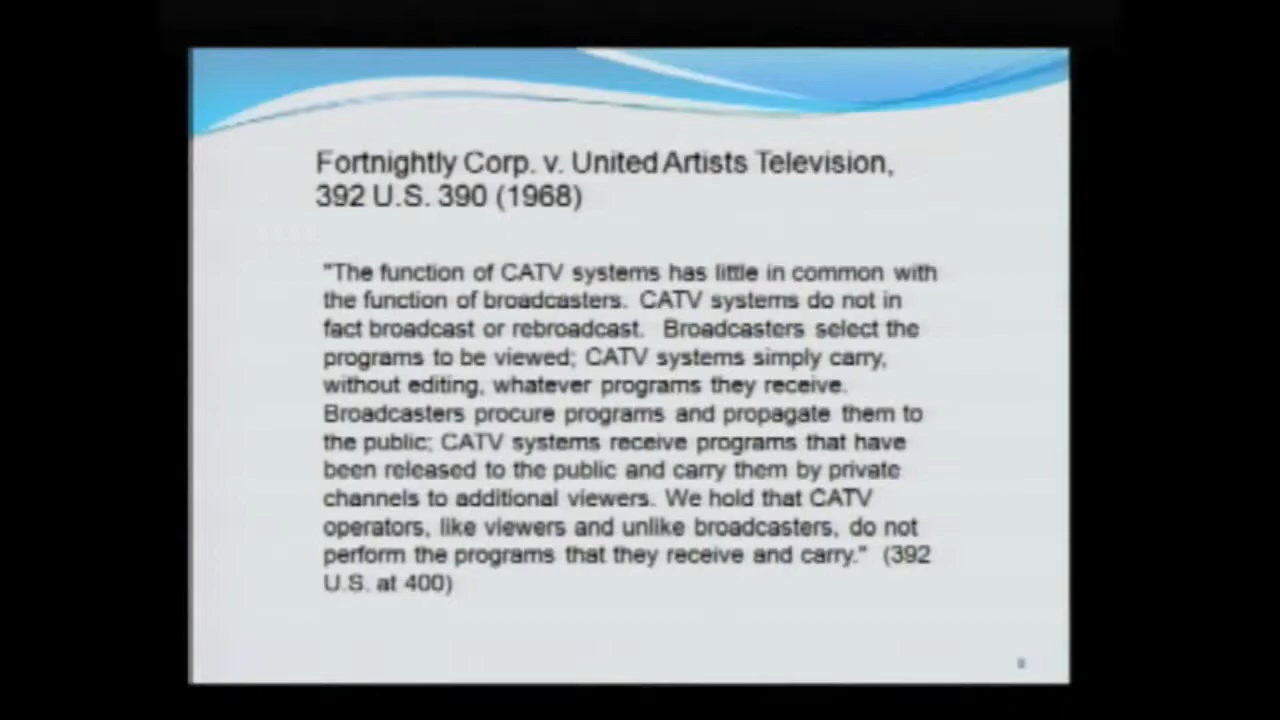 Fortnightly Corp. v. United Artists Television,
392 U.S. 390 (1968)
"The function of CATV systems has little in common with
the function of broadcasters. CATV systems do not in
fact broadcast or rebroadcast. Broadcasters select the
programs to be viewed; CATV systems simply carry,
without editing, whatever programs they receive.
Broadcasters procure programs and propagate them to
the public; CATV systems receive programs that have
been released to the public and carry them by private
channels to additional viewers. We hold that CATV
operators, like viewers and unlike broadcasters, do not
perform the programs that they receive and carry." (392
U.S. at 400)